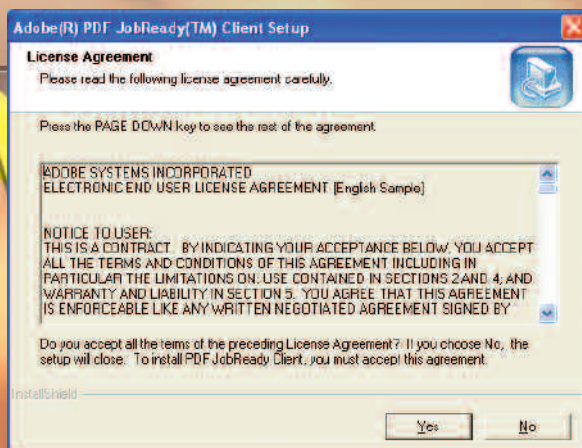 Adobe(R) PDF JobReady(TM) Client Setup
License Agreement
Please read the following license agreement carefully.
Press the PAGE DOWN key to see the rest of the agreement.
ADOBE SYSTEMS INCORPORATED
ELECTRONIC END USER LICENSE AGREEMENT [English Sample]
NOTICE TO USER:
THIS IS A CONTRACT. BY INDICATING YOUR ACCEPTANCE BELOW, YOU ACCEPT
ALL THE TERMS AND CONDITIONS OF THIS AGREEMENT INCLUDING IN
PARTICULAR THE LIMITATIONS ON: USE CONTAINED IN SECTIONS 2 AND 4; AND
WARRANTY AND LIABILITY IN SECTION 5. YOU AGREE THAT THIS AGREEMENT
IS ENFORCEABLE LIKE ANY WRITTEN NEGOTIATED AGREEMENT SIGNED BY
Do you accept all the terms of the preceding License Agreement? If you choose No, the
setup will close. To install PDF JobReady Client, you must accept this agreement.
InstallShield
Yes
No